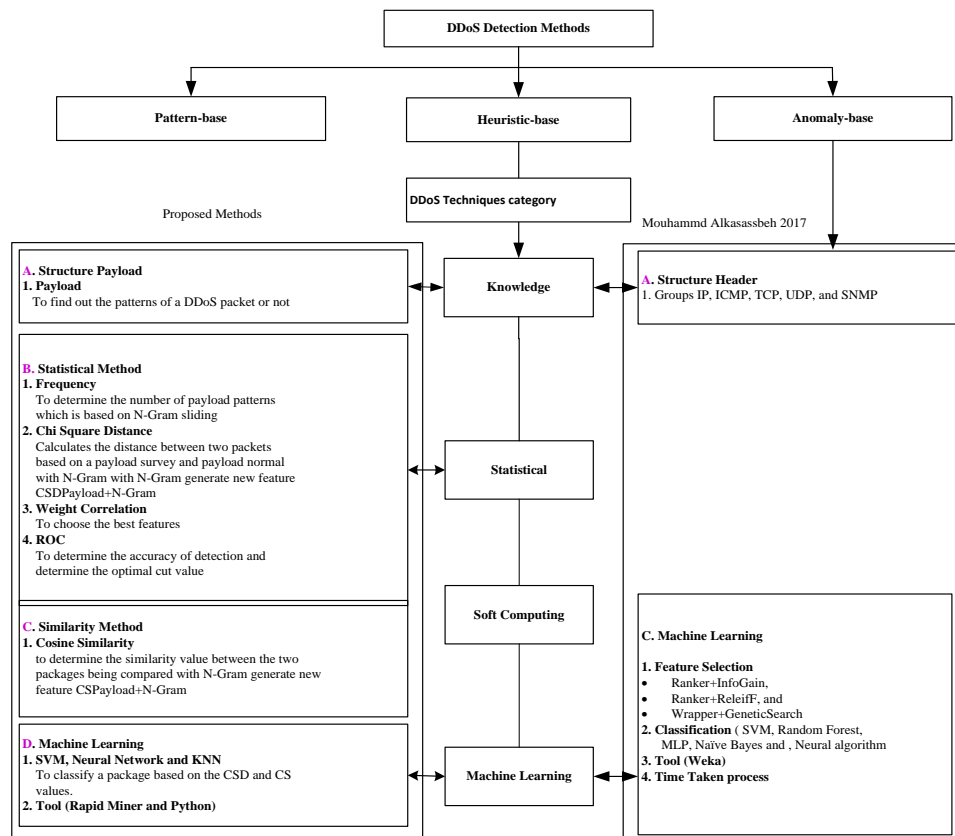 DDoS Detection Methods
Pattern-base
Heuristic-base
Anomaly-base
DDoS Techniques category
Proposed Methods
Mouhammd Alkasassbeh 2017
A. Structure Payload
1. Payload
To find out the patterns of a DDoS packet or not
Knowledge
A. Structure Header
1. Groups IP, ICMP, TCP, UDP, and SNMP
B. Statistical Method
1. Frequency
To determine the number of payload patterns
which is based on N-Gram sliding
2. Chi Square Distance
Calculates the distance between two packets
based on a payload survey and payload normal
with N-Gram with N-Gram generate new feature
CSDPayload+N-Gram
3. Weight Correlation
To choose the best features
4. ROC
To determine the accuracy of detection and
determine the optimal cut value
Statistical
C. Similarity Method
1. Cosine Similarity
to determine the similarity value between the two
packages being compared with N-Gram generate new
feature CSPayload+N-Gram
Soft Computing
D. Machine Learning
1. SVM, Neural Network and KNN
To classify a package based on the CSD and CS
values.
2. Tool (Rapid Miner and Python)
Machine Learning
C. Machine Learning
1. Feature Selection
• Ranker+InfoGain,
• Ranker+ReleifF, and
• Wrapper+GeneticSearch
2. Classification ( SVM, Random Forest,
MLP, Naïve Bayes and , Neural algorithm
3. Tool (Weka)
4. Time Taken process